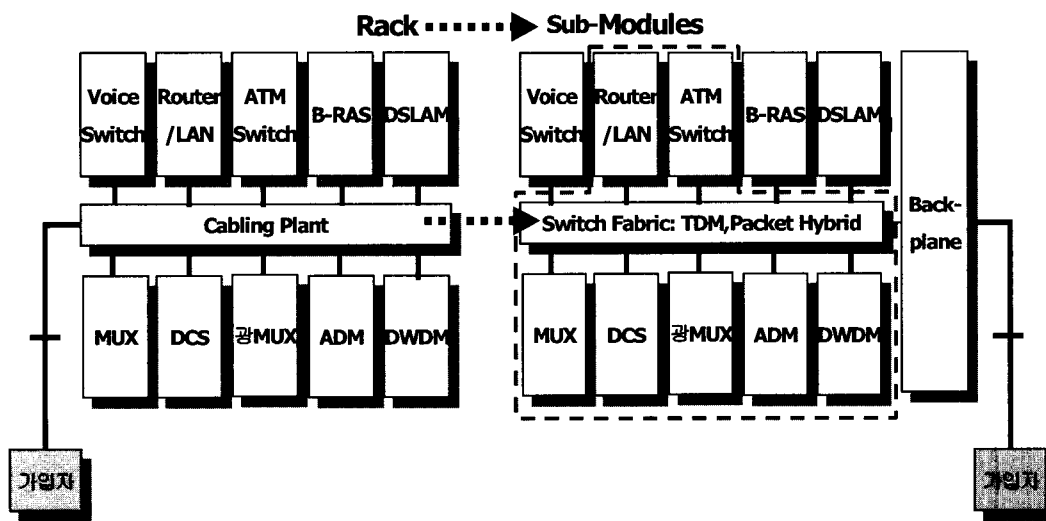 Rack
Sub-Modules
Voice
Switch
Router
/LAN
ATM
Switch
B-RAS
DSLAM
Cabling Plant
MUX
DCS
광MUX
ADM
DWDM
가입자
Voice
Switch
Router
/LAN
ATM
Switch
B-RAS
DSLAM
Switch Fabric: TDM,Packet Hybrid
MUX
DCS
광MUX
ADM
DWDM
Back-
plane
가입자